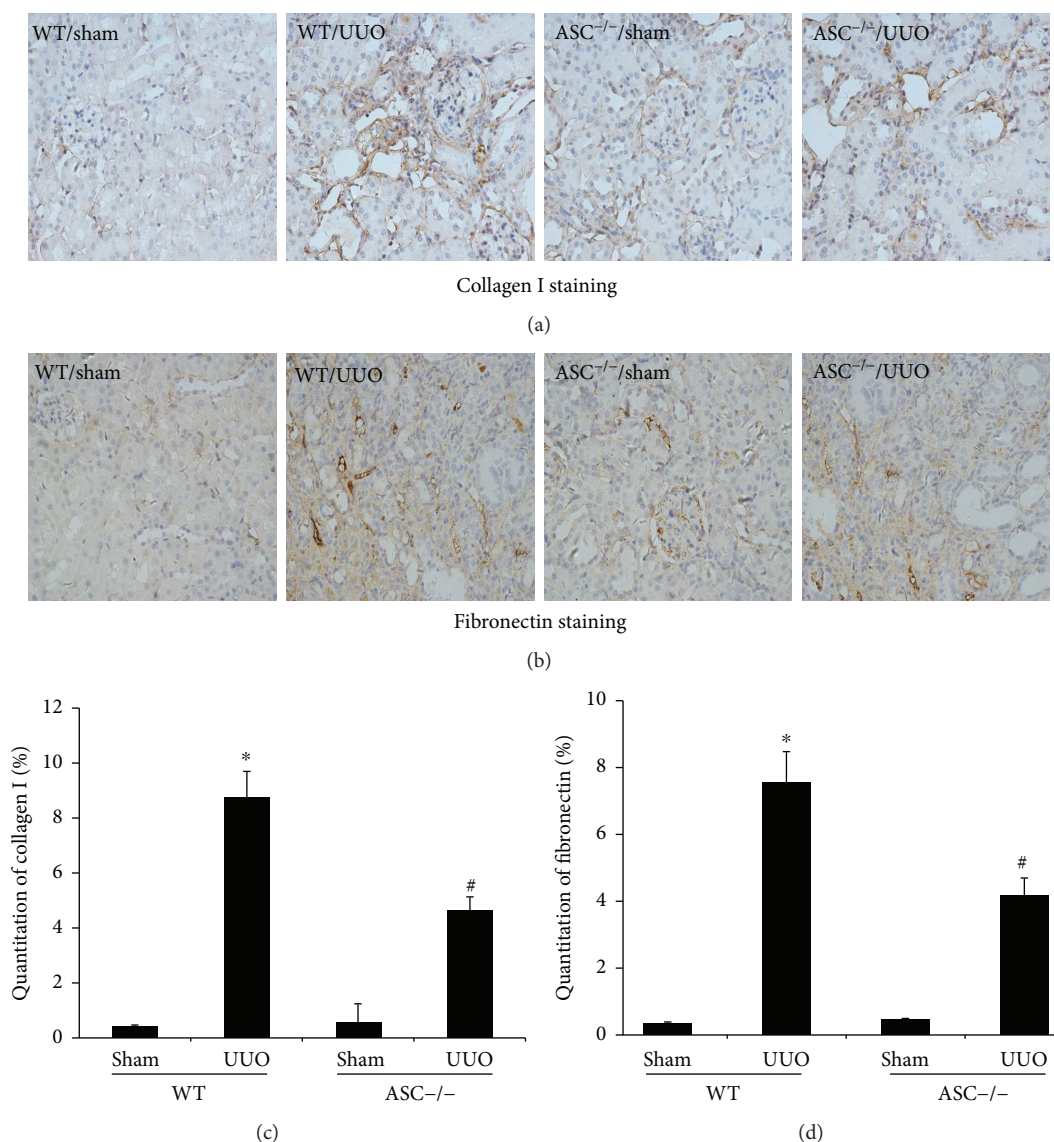 WT/sham
WT/UUO
ASC−/−/sham
ASC−/−/UUO
Collagen I staining
(a)
WT/sham
WT/UUO
ASC−/−/sham
ASC−/−/UUO
Fibronectin staining
(b)
Quantitation of collagen I (%)
12
10
8
6
4
2
0
*
#
Sham
UUO
Sham
UUO
WT
ASC−/−
(c)
Quantitation of fibronectin (%)
10
8
6
4
2
0
*
#
Sham
UUO
Sham
UUO
WT
ASC−/−
(d)